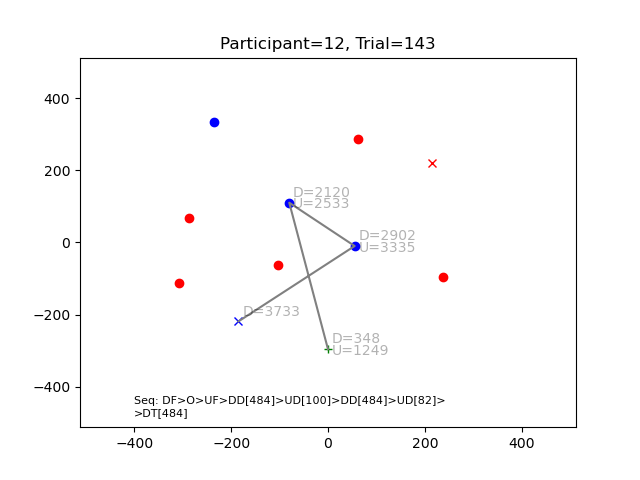 Participant=12, Trial=143
400
200
0
−200
−400
D=2120
U=2533
D=2902
U=3335
D=3733
D=348
U=1249
Seq: DF>O>UF>DD[484]>UD[100]>DD[484]>UD[82]>
>DT[484]
−400
−200
0
200
400